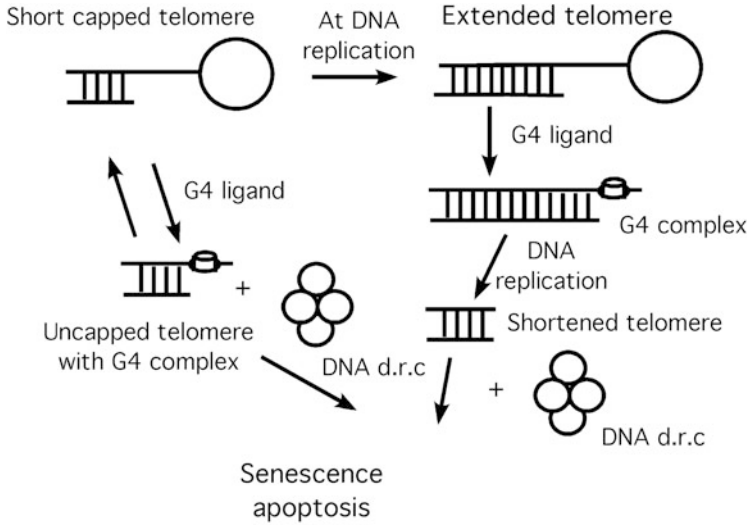 Short capped telomere
At DNA
replication
Extended telomere
G4 ligand
G4 ligand
G4 complex
DNA
replication
+
Uncapped telomere
with G4 complex
DNA d.r.c
Shortened telomere
+
DNA d.r.c
Senescence
apoptosis